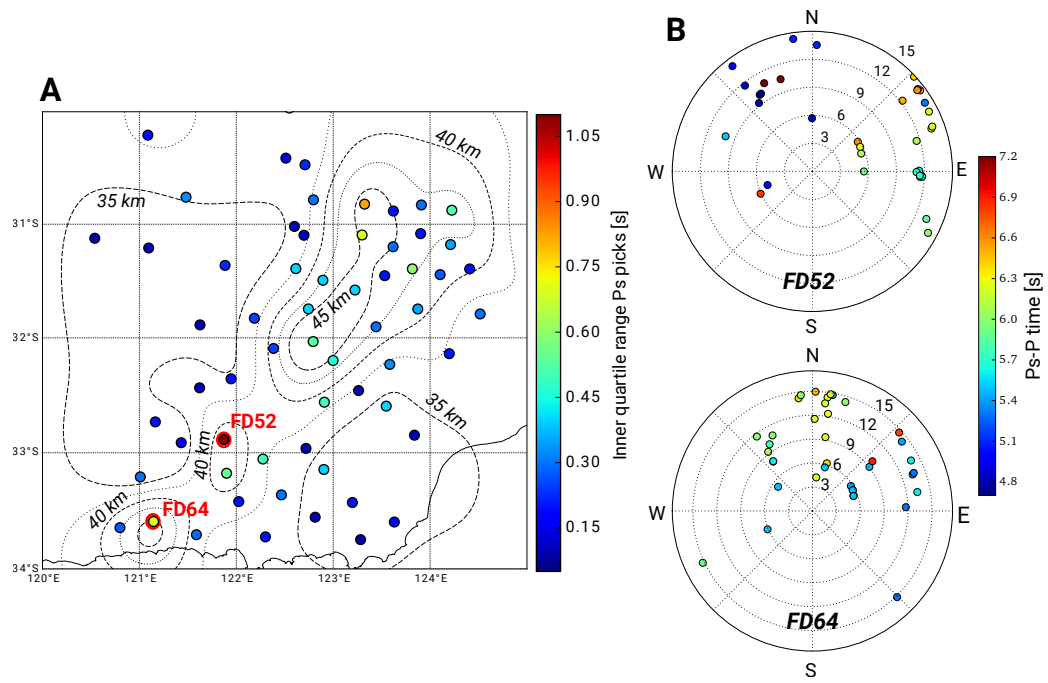 A
40 km
35 km
45 km
35 km
40 km
40 km
FD52
FD64
31°S
32°S
33°S
34°S
120°E
121°E
122°E
123°E
124°E
1.05
0.90
0.75
0.60
0.45
0.30
0.15
Inner quartile range Ps picks [s]
B
N
15
12
9
6
3
W
E
FD52
S
N
15
12
9
6
3
W
E
FD64
S
7.2
6.9
6.6
6.3
6.0
5.7
5.4
5.1
4.8
Ps-P time [s]